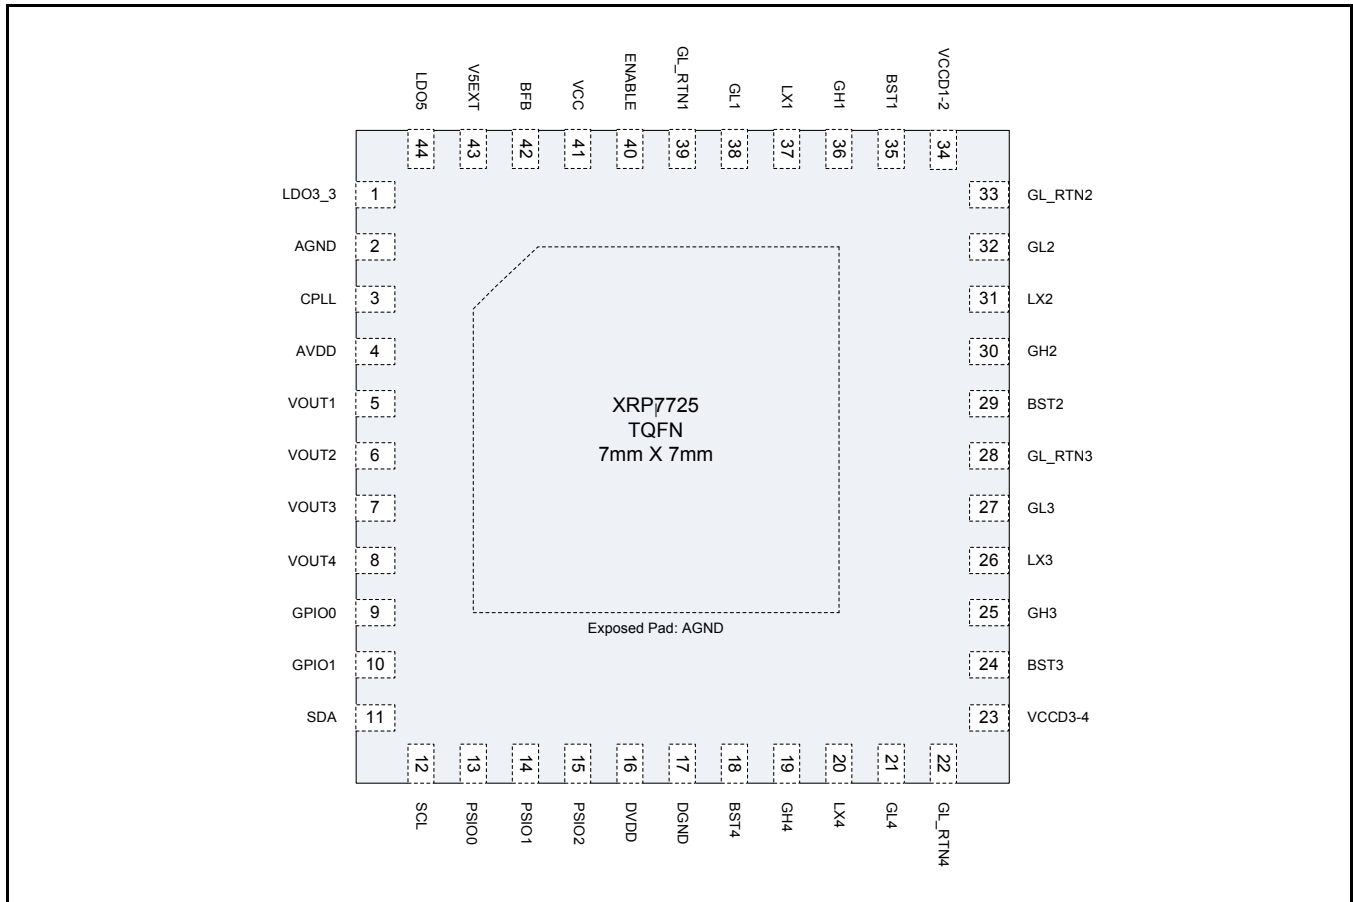 LDO5
V5EXT
BFB
VCC
ENABLE
GL_RTN1
GL1
LX1
GH1
BST1
VCCD1-2
44
43
42
41
40
39
38
37
36
35
34
LDO3_3 1
AGND 2
CPLL 3
AVDD 4
VOUT1 5
VOUT2 6
VOUT3 7
VOUT4 8
GPIO0 9
GPIO1 10
SDA 11
33 GL_RTN2
32 GL2
31 LX2
30 GH2
29 BST2
28 GL_RTN3
27 GL3
26 LX3
25 GH3
24 BST3
23 VCCD3-4
XRP7725
TQFN
7mm X 7mm
Exposed Pad: AGND
12
13
14
15
16
17
18
19
20
21
22
SCL
PSIO0
PSIO1
PSIO2
DVDD
DGND
BST4
GH4
LX4
GL4
GL_RTN4